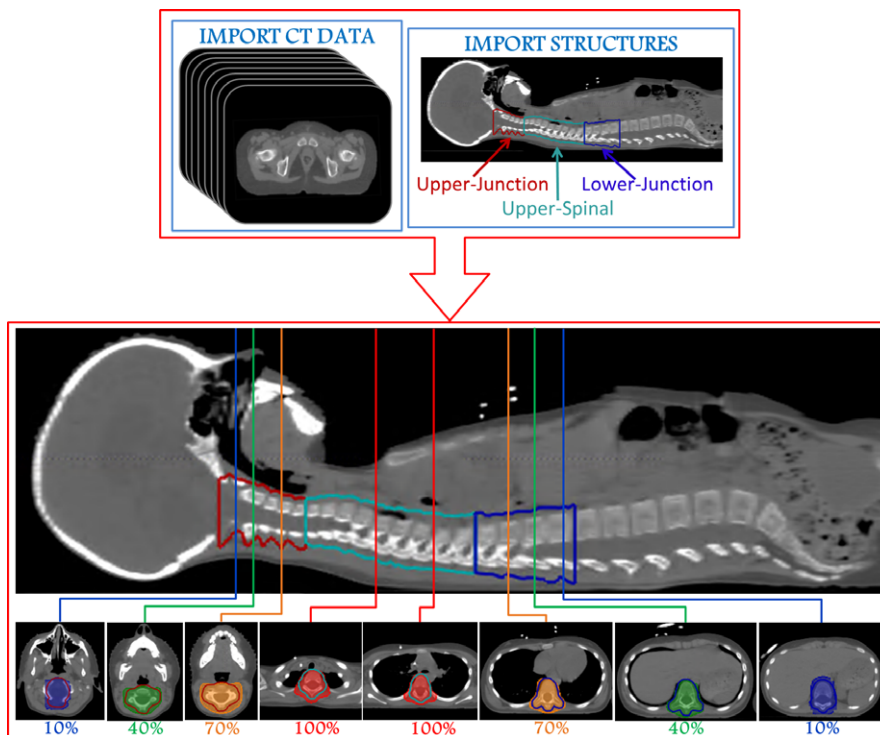 IMPORT CT DATA
IMPORT STRUCTURES
Upper-Junction
Lower-Junction
Upper-Spinal
10%
40%
70%
100%
100%
70%
40%
10%